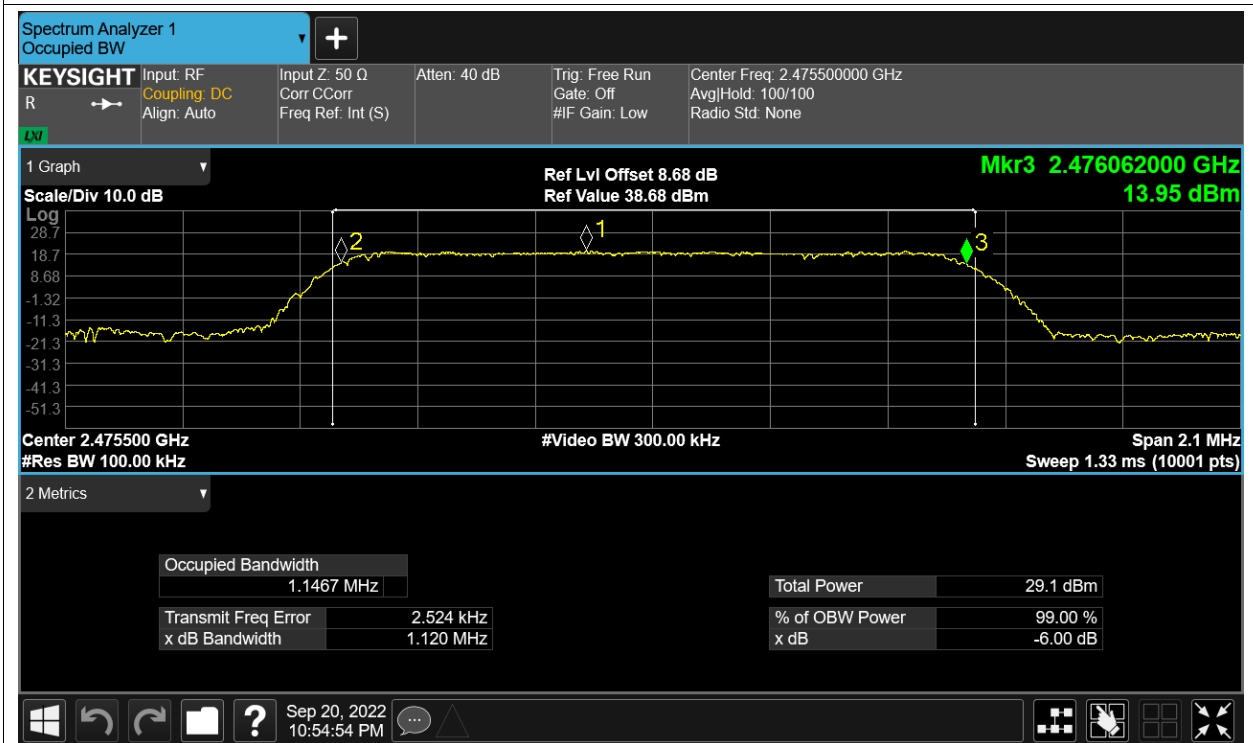 Spectrum Analyzer 1
Occupied BW
KEYSIGHT
R
LXI
Input: RF
Coupling: DC
Align: Auto
Input Z: 50 Ω
Corr CCorr
Freq Ref: Int (S)
Atten: 40 dB
Trig: Free Run
Gate: Off
#IF Gain: Low
Center Freq: 2.475500000 GHz
Avg|Hold: 100/100
Radio Std: None
1 Graph
Scale/Div 10.0 dB
Ref Lvl Offset 8.68 dB
Ref Value 38.68 dBm
Mkr3 2.476062000 GHz
13.95 dBm
Log
28.7
18.7
8.68
-1.32
-11.3
-21.3
-31.3
-41.3
-51.3
2
1
3
Center 2.475500 GHz
#Res BW 100.00 kHz
#Video BW 300.00 kHz
Span 2.1 MHz
Sweep 1.33 ms (10001 pts)
2 Metrics
Occupied Bandwidth
1.1467 MHz
Total Power 29.1 dBm
Transmit Freq Error 2.524 kHz
% of OBW Power 99.00 %
x dB Bandwidth 1.120 MHz
x dB -6.00 dB
?
Sep 20, 2022
10:54:54 PM